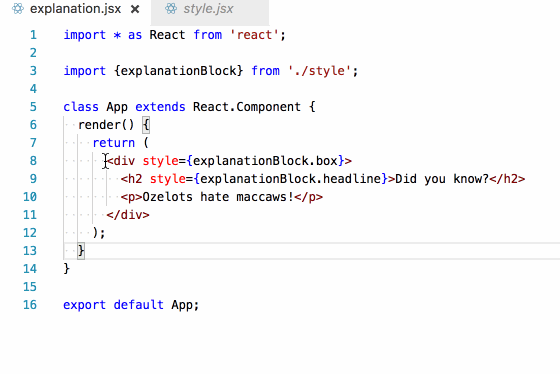 explanation.jsx × style.jsx
1 import * as React from 'react';
2
3 import {explanationBlock} from './style';
4
5 class App extends React.Component {
6 render() {
7 return (
8 <div style={explanationBlock.box}>
9 <h2 style={explanationBlock.headline}>Did you know?</h2>
10 <p>Ozelots hate maccaws!</p>
11 </div>
12 );
13 }
14 }
15
16 export default App;